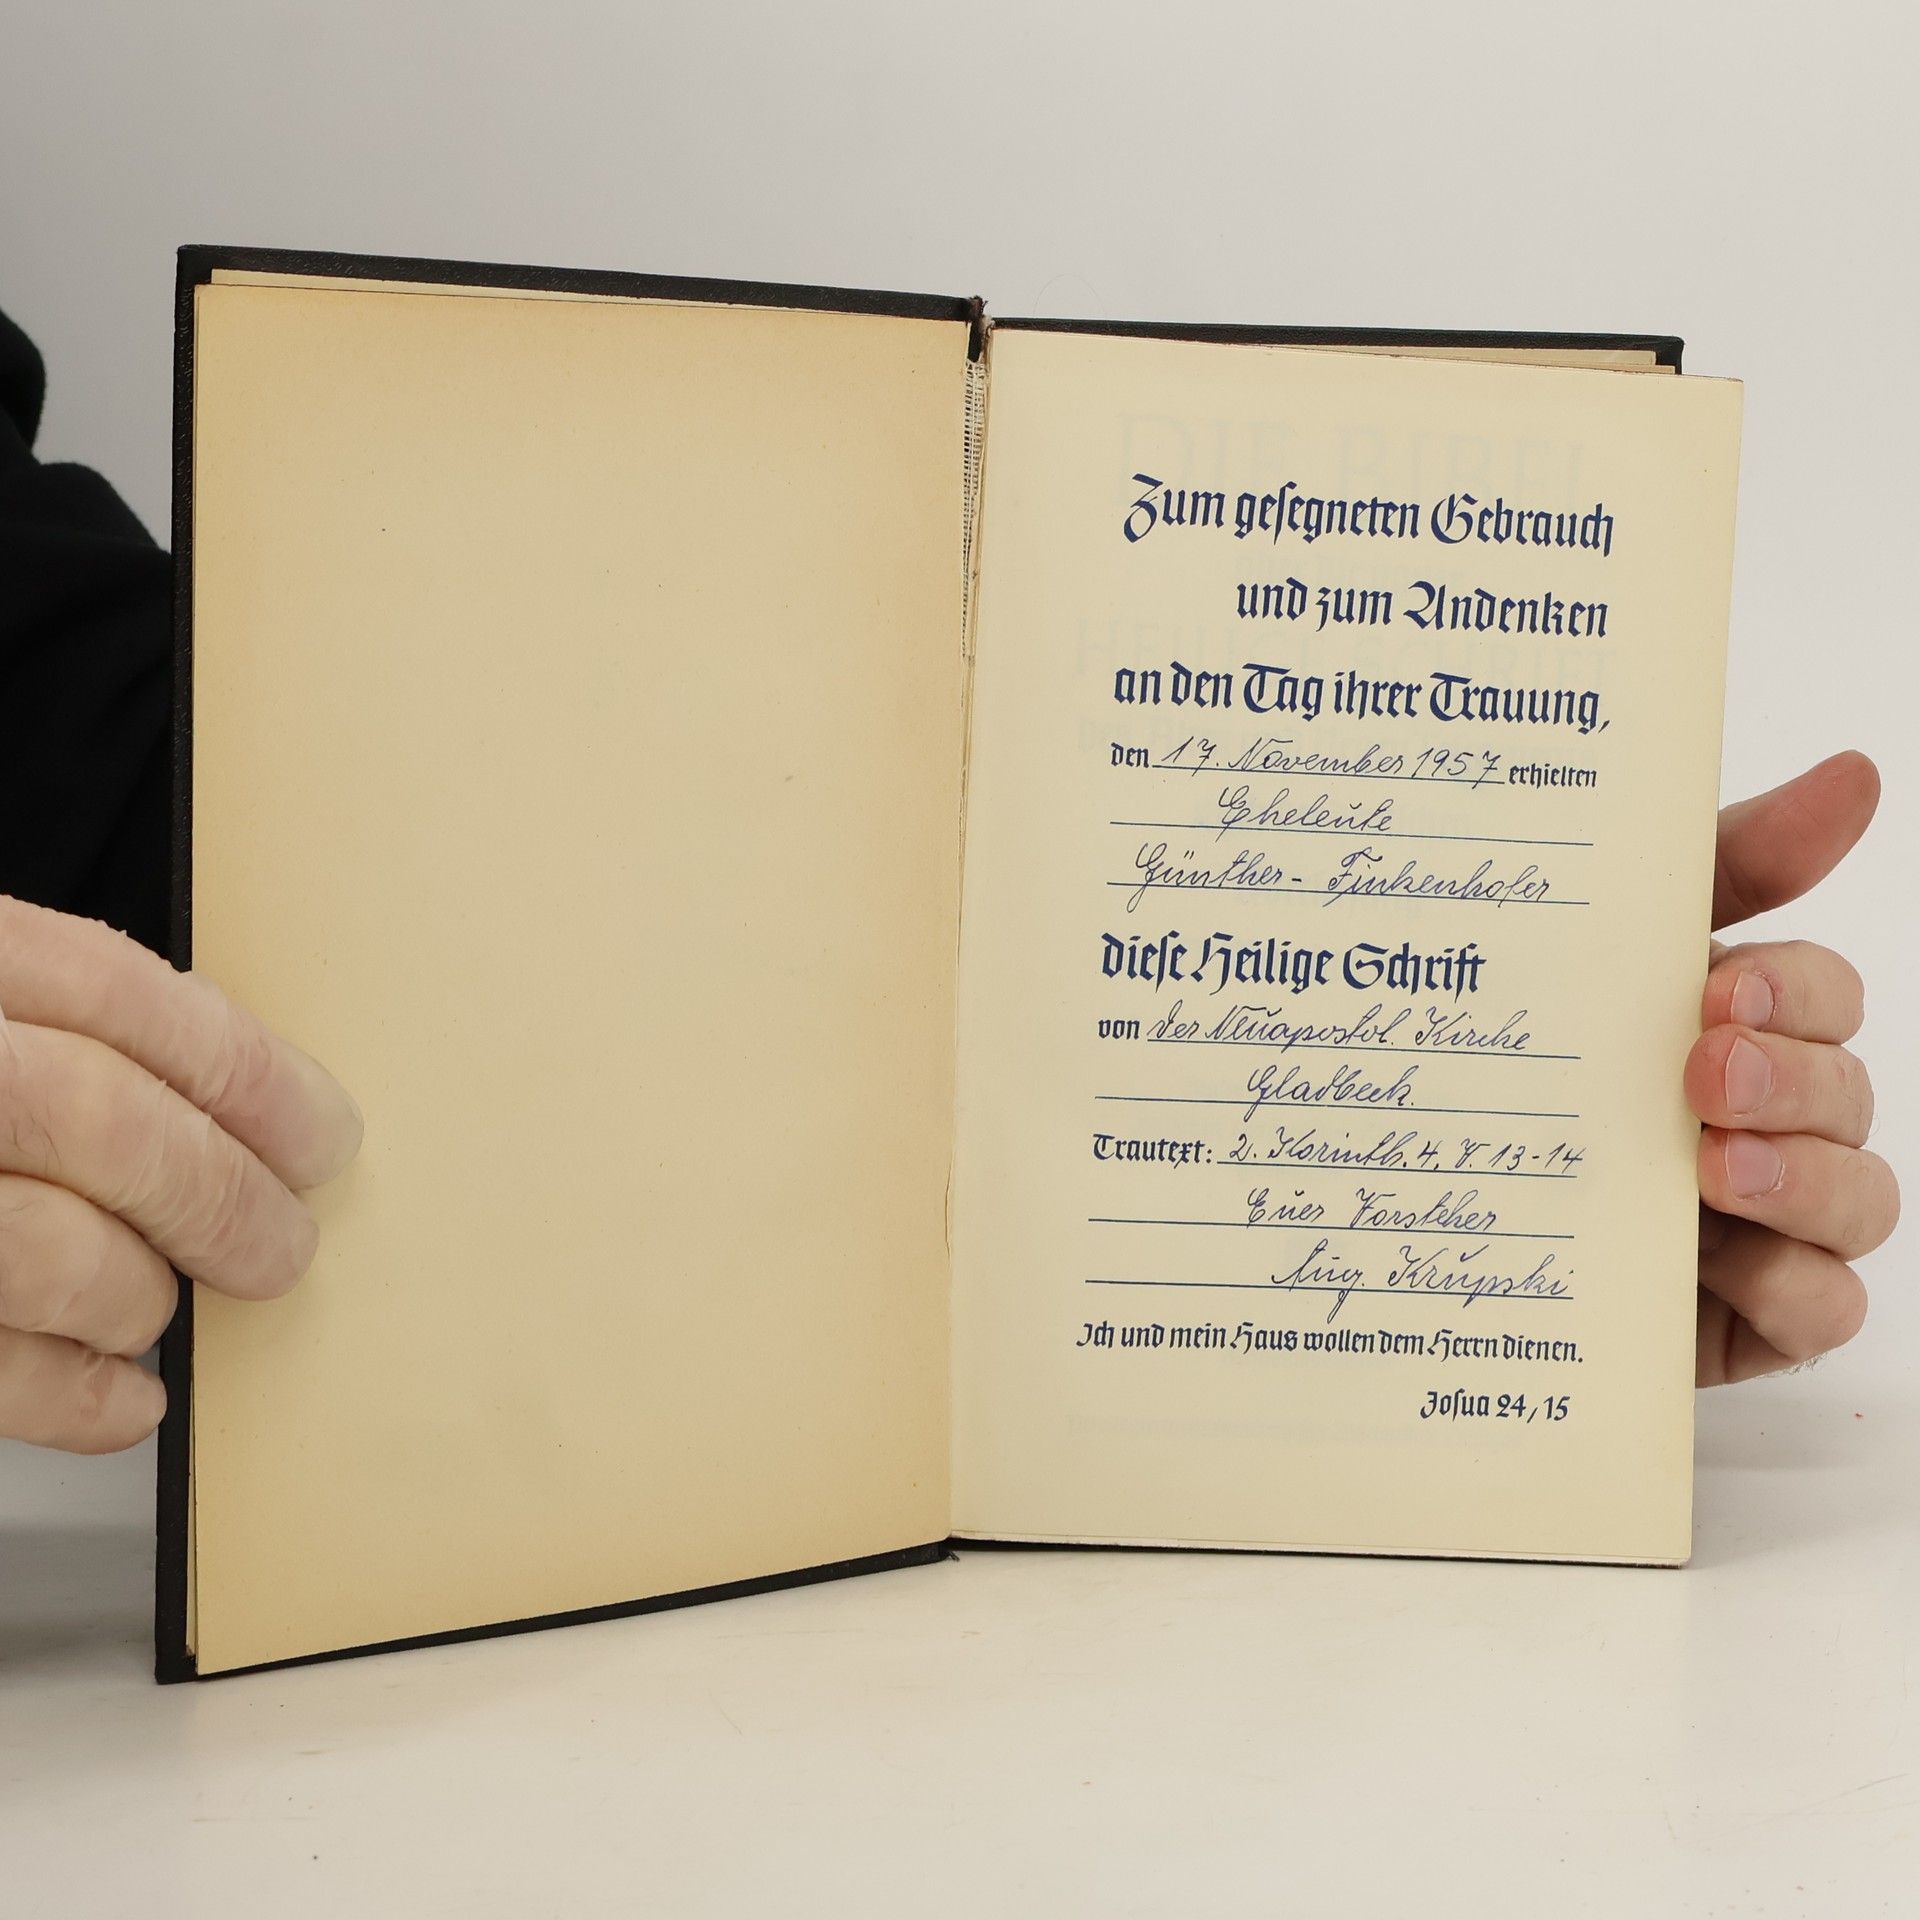 Zum gesegneten Gebrauch
und zum Andenken
an den Tag ihrer Trauung,
den 17. November 1957 erhielten
Eheleute
Günther - Finkenhofer
diese Heilige Schrift
von der Neuapostol. Kirche
Gladbeck.
Trautext: 2. Korinth. 4, V. 13-14
Euer Vorsteher
Aug. Krupski
Ich und mein Haus wollen dem Herrn dienen.
Josua 24, 15